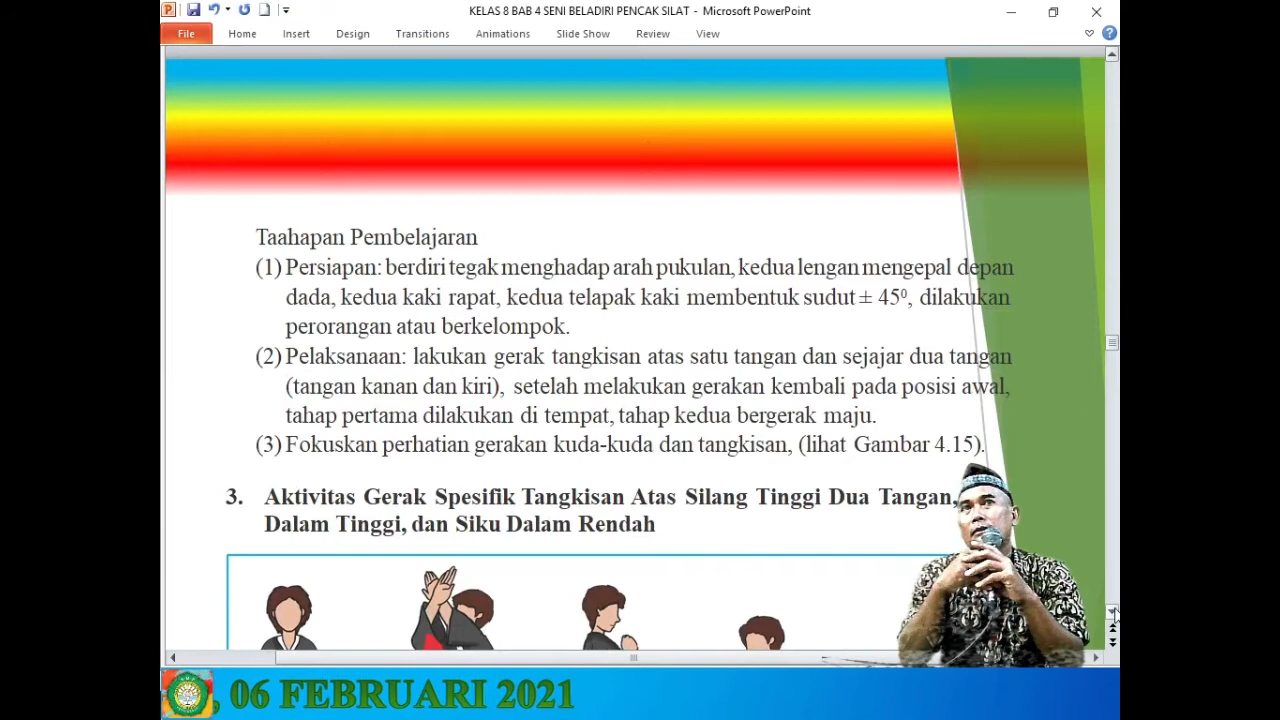 KELAS 8 BAB 4 SENI BELADIRI PENCAK SILAT - Microsoft PowerPoint
File Home Insert Design Transitions Animations Slide Show Review View
Taahapan Pembelajaran
(1) Persiapan: berdiri tegak menghadap arah pukulan, kedua lengan mengepal depan
dada, kedua kaki rapat, kedua telapak kaki membentuk sudut ± 45⁰, dilakukan
perorangan atau berkelompok.
(2) Pelaksanaan: lakukan gerak tangkisan atas satu tangan dan sejajar dua tangan
(tangan kanan dan kiri), setelah melakukan gerakan kembali pada posisi awal,
tahap pertama dilakukan di tempat, tahap kedua bergerak maju.
(3) Fokuskan perhatian gerakan kuda-kuda dan tangkisan, (lihat Gambar 4.15).
3. Aktivitas Gerak Spesifik Tangkisan Atas Silang Tinggi Dua Tangan,
Dalam Tinggi, dan Siku Dalam Rendah
, 06 FEBRUARI 2021